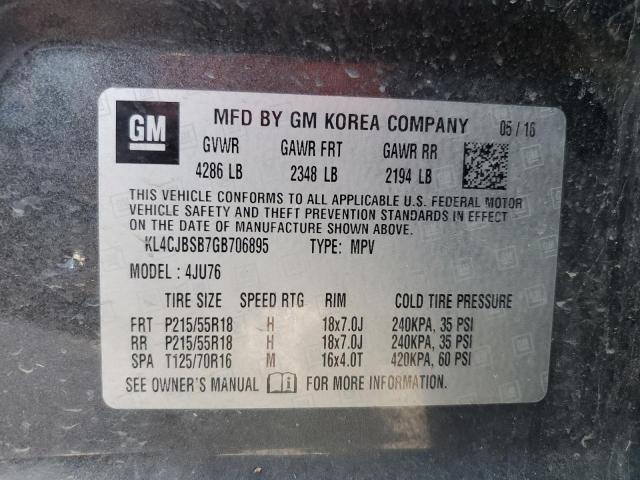 GM MFD BY GM KOREA COMPANY 05/16
GVWR GAWR FRT GAWR RR
4286 LB 2348 LB 2194 LB
THIS VEHICLE CONFORMS TO ALL APPLICABLE U.S. FEDERAL MOTOR
VEHICLE SAFETY AND THEFT PREVENTION STANDARDS IN EFFECT
ON THE DATE OF MANUFACTURE SHOWN ABOVE.
KL4CJBSB7GB706895 TYPE: MPV
MODEL : 4JU76
TIRE SIZE SPEED RTG RIM COLD TIRE PRESSURE
FRT P215/55R18 H 18x7.0J 240KPA, 35 PSI
RR P215/55R18 H 18x7.0J 240KPA, 35 PSI
SPA T125/70R16 M 16x4.0T 420KPA, 60 PSI
SEE OWNER'S MANUAL FOR MORE INFORMATION.